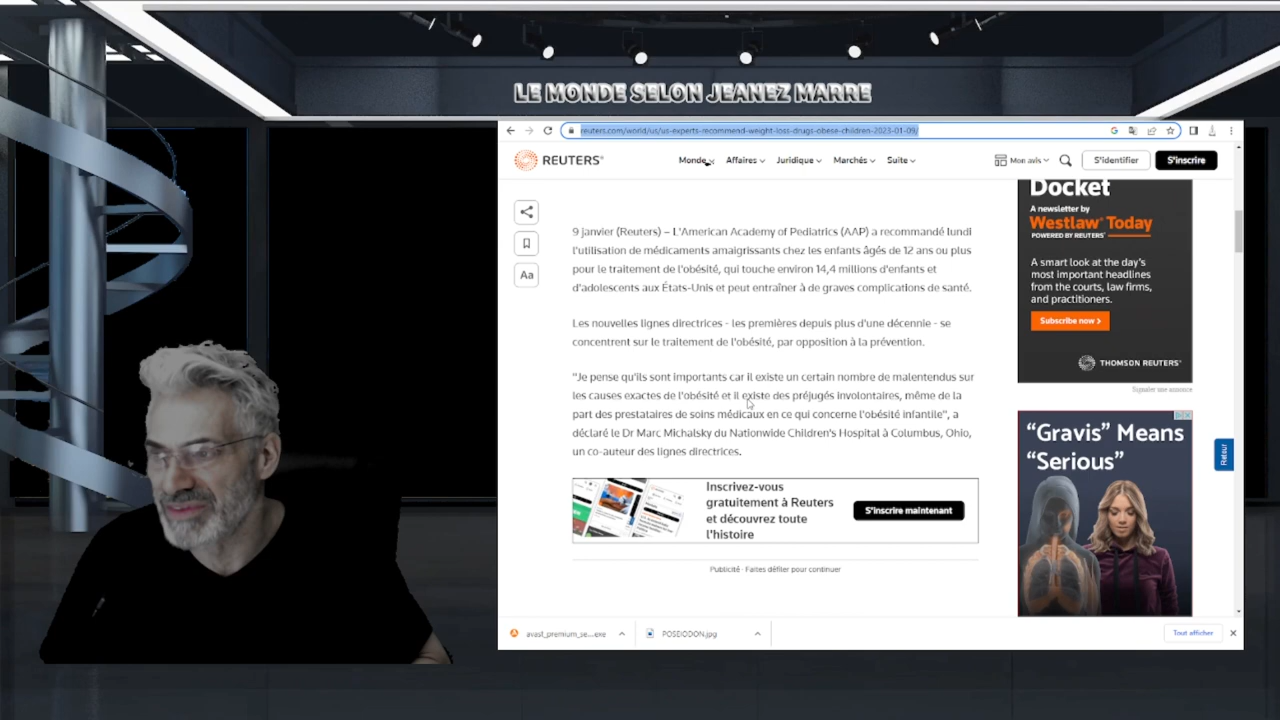 LE MONDE SELON JEANEZ MARRE
reuters.com/world/us/us-experts-recommend-weight-loss-drugs-obese-children-2023-01-09/
REUTERS®
Monde
Affaires
Juridique
Marchés
Suite
Mon avis
S'identifier
S'inscrire
Aa
9 janvier (Reuters) – L'American Academy of Pediatrics (AAP) a recommandé lundi
l'utilisation de médicaments amaigrissants chez les enfants âgés de 12 ans ou plus
pour le traitement de l'obésité, qui touche environ 14,4 millions d'enfants et
d'adolescents aux États-Unis et peut entraîner à de graves complications de santé.
Les nouvelles lignes directrices - les premières depuis plus d'une décennie - se
concentrent sur le traitement de l'obésité, par opposition à la prévention.
"Je pense qu'ils sont importants car il existe un certain nombre de malentendus sur
les causes exactes de l'obésité et il existe des préjugés involontaires, même de la
part des prestataires de soins médicaux en ce qui concerne l'obésité infantile", a
déclaré le Dr Marc Michalsky du Nationwide Children's Hospital à Columbus, Ohio,
un co-auteur des lignes directrices.
Inscrivez-vous
gratuitement à Reuters
et découvrez toute
l'histoire
S'inscrire maintenant
Publicité · Faites défiler pour continuer
Docket
A newsletter by
Westlaw Today
POWERED BY REUTERS
A smart look at the day's
most important headlines
from the courts, law firms,
and practitioners.
Subscribe now >
THOMSON REUTERS®
Signaler une annonce
"Gravis" Means
"Serious"
Retour
avast_premium_se....exe
POSEIODON.jpg
Tout afficher